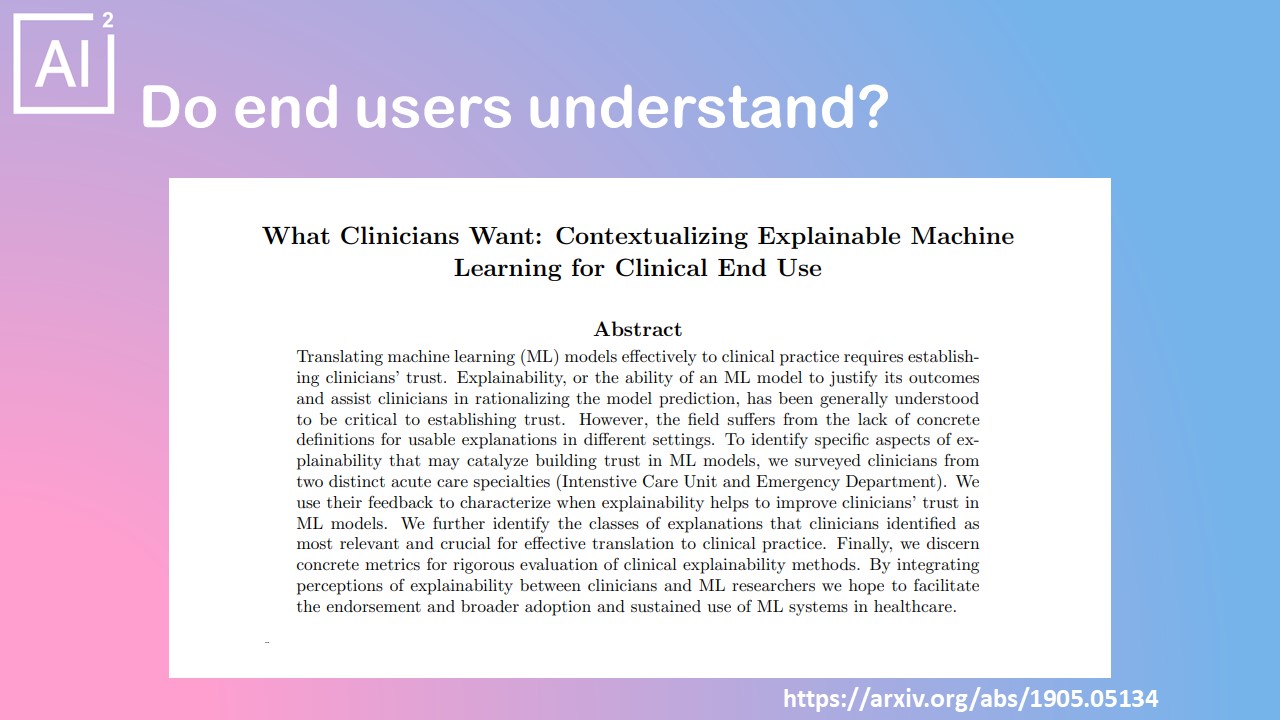 AI 2
Do end users understand?
What Clinicians Want: Contextualizing Explainable Machine
Learning for Clinical End Use
Abstract
Translating machine learning (ML) models effectively to clinical practice requires establish-
ing clinicians' trust. Explainability, or the ability of an ML model to justify its outcomes
and assist clinicians in rationalizing the model prediction, has been generally understood
to be critical to establishing trust. However, the field suffers from the lack of concrete
definitions for usable explanations in different settings. To identify specific aspects of ex-
plainability that may catalyze building trust in ML models, we surveyed clinicians from
two distinct acute care specialties (Intenstive Care Unit and Emergency Department). We
use their feedback to characterize when explainability helps to improve clinicians' trust in
ML models. We further identify the classes of explanations that clinicians identified as
most relevant and crucial for effective translation to clinical practice. Finally, we discern
concrete metrics for rigorous evaluation of clinical explainability methods. By integrating
perceptions of explainability between clinicians and ML researchers we hope to facilitate
the endorsement and broader adoption and sustained use of ML systems in healthcare.
https://arxiv.org/abs/1905.05134